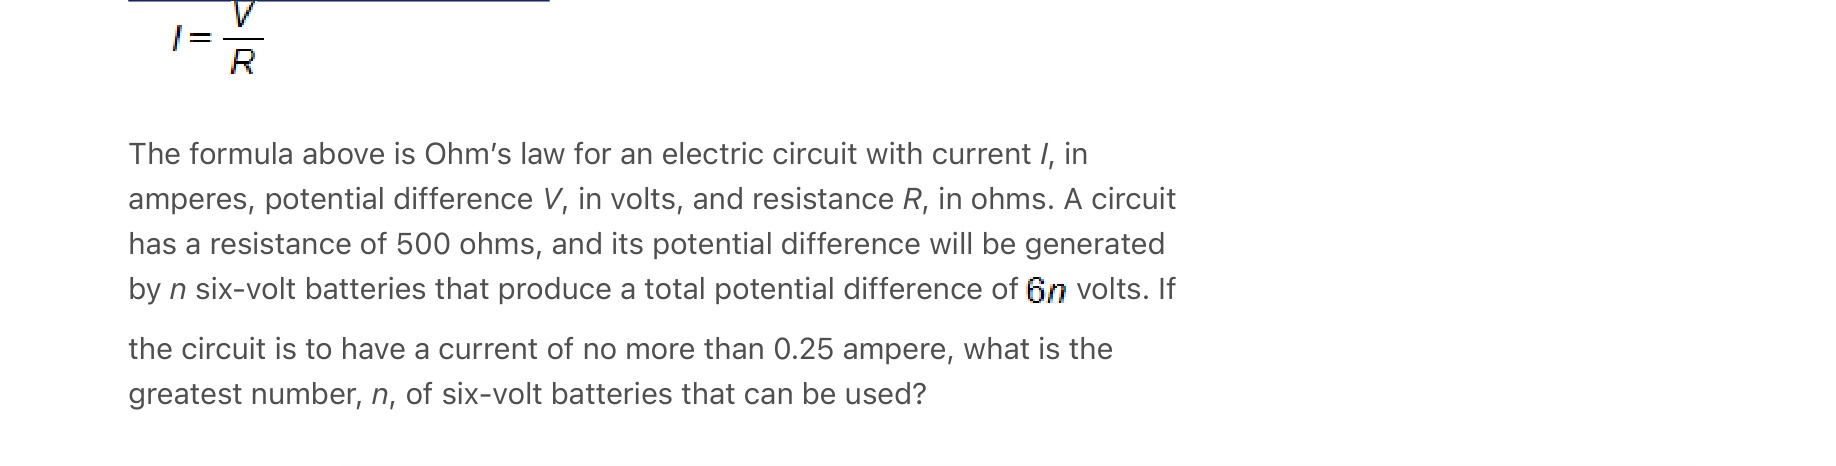 I = V/R
The formula above is Ohm’s law for an electric circuit with current I, in
amperes, potential difference V, in volts, and resistance R, in ohms. A circuit
has a resistance of 500 ohms, and its potential difference will be generated
by n six-volt batteries that produce a total potential difference of 6n volts. If
the circuit is to have a current of no more than 0.25 ampere, what is the
greatest number, n, of six-volt batteries that can be used?